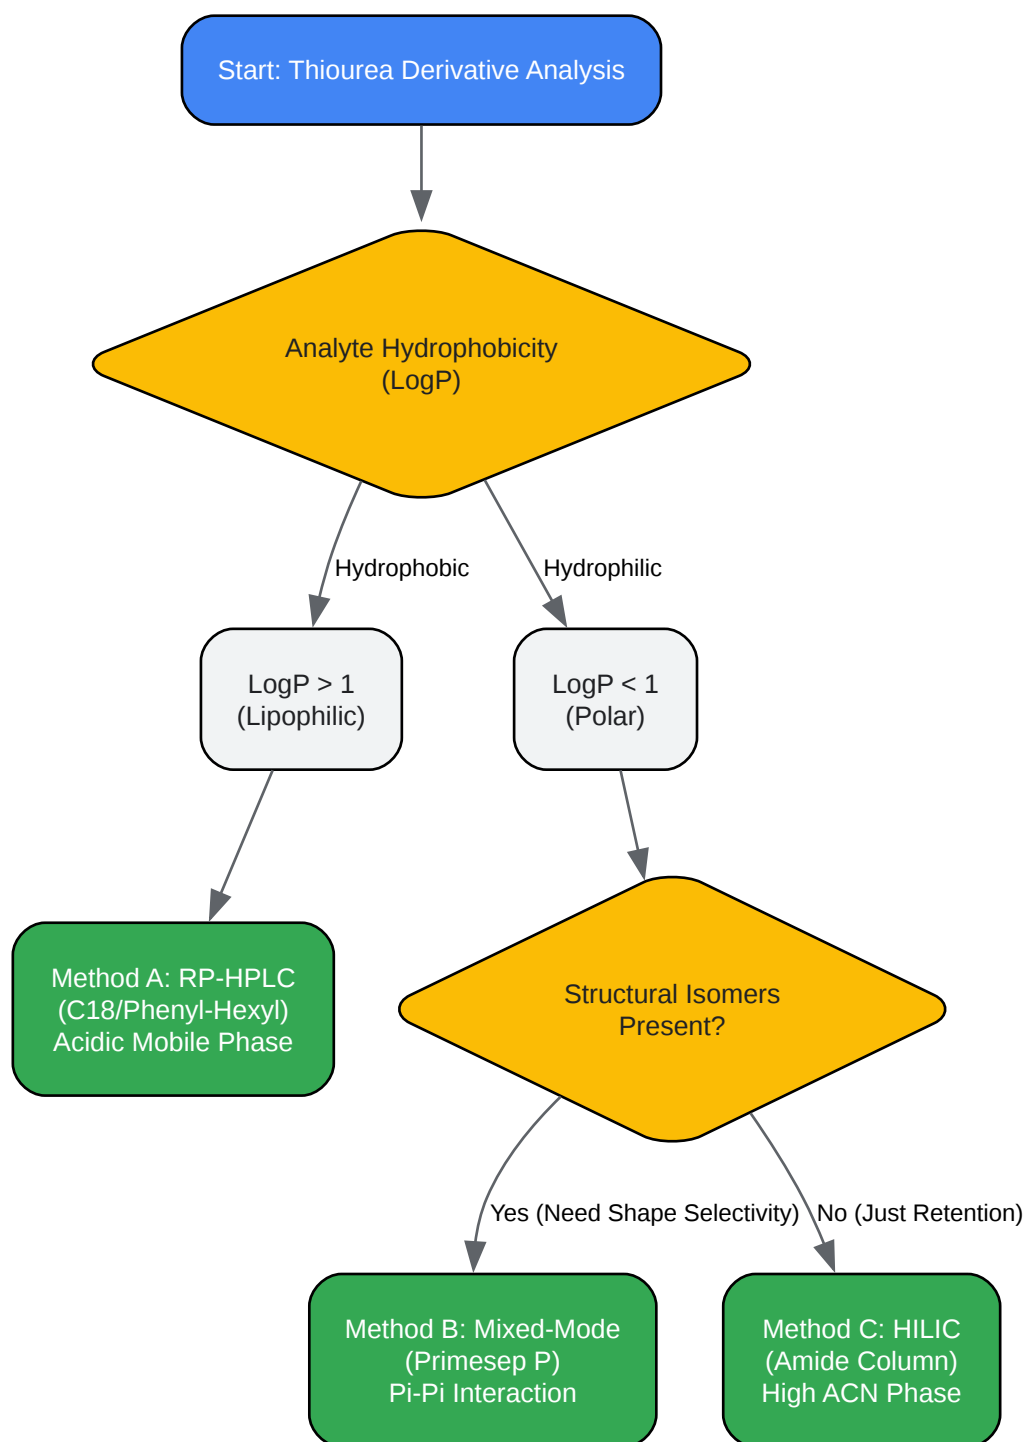 Start: Thiourea Derivative Analysis
Analyte Hydrophobicity
(LogP)
Hydrophobic
Hydrophilic
LogP > 1
(Lipophilic)
LogP < 1
(Polar)
Method A: RP-HPLC
(C18/Phenyl-Hexyl)
Acidic Mobile Phase
Structural Isomers
Present?
Yes (Need Shape Selectivity)
No (Just Retention)
Method B: Mixed-Mode
(Primesep P)
Pi-Pi Interaction
Method C: HILIC
(Amide Column)
High ACN Phase